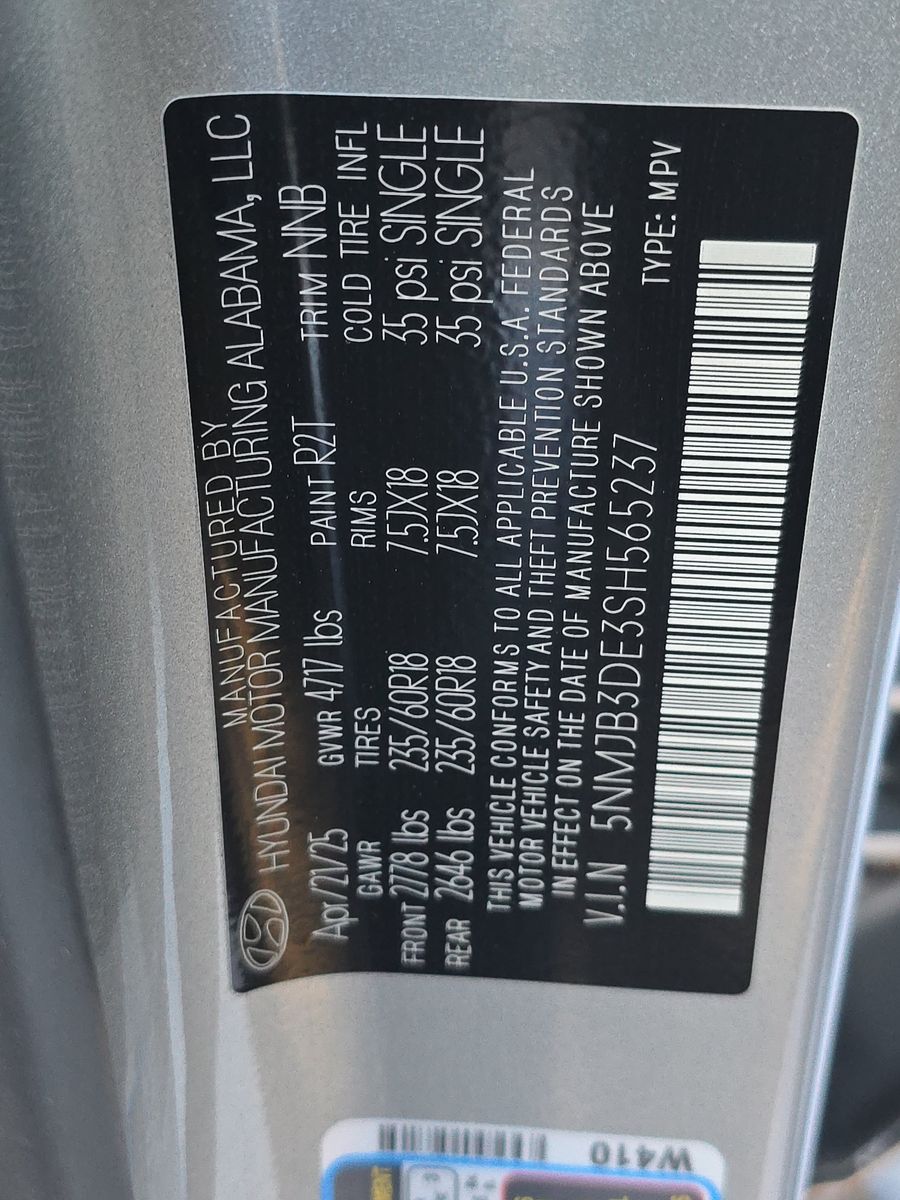 MANUFACTURED BY
HYUNDAI MOTOR MANUFACTURING ALABAMA, LLC
Apr/21/25 GVWR 4717 lbs PAINT R2T TRIM NNB
GAWR TIRES RIMS COLD TIRE INFL
FRONT 2778 lbs 235/60R18 7.5JX18 35 psi SINGLE
REAR 2646 lbs 235/60R18 7.5JX18 35 psi SINGLE
THIS VEHICLE CONFORMS TO ALL APPLICABLE U.S.A. FEDERAL
MOTOR VEHICLE SAFETY AND THEFT PREVENTION STANDARDS
IN EFFECT ON THE DATE OF MANUFACTURE SHOWN ABOVE
V.I.N 5NMJB3DE3SH565237 TYPE: MPV
W410